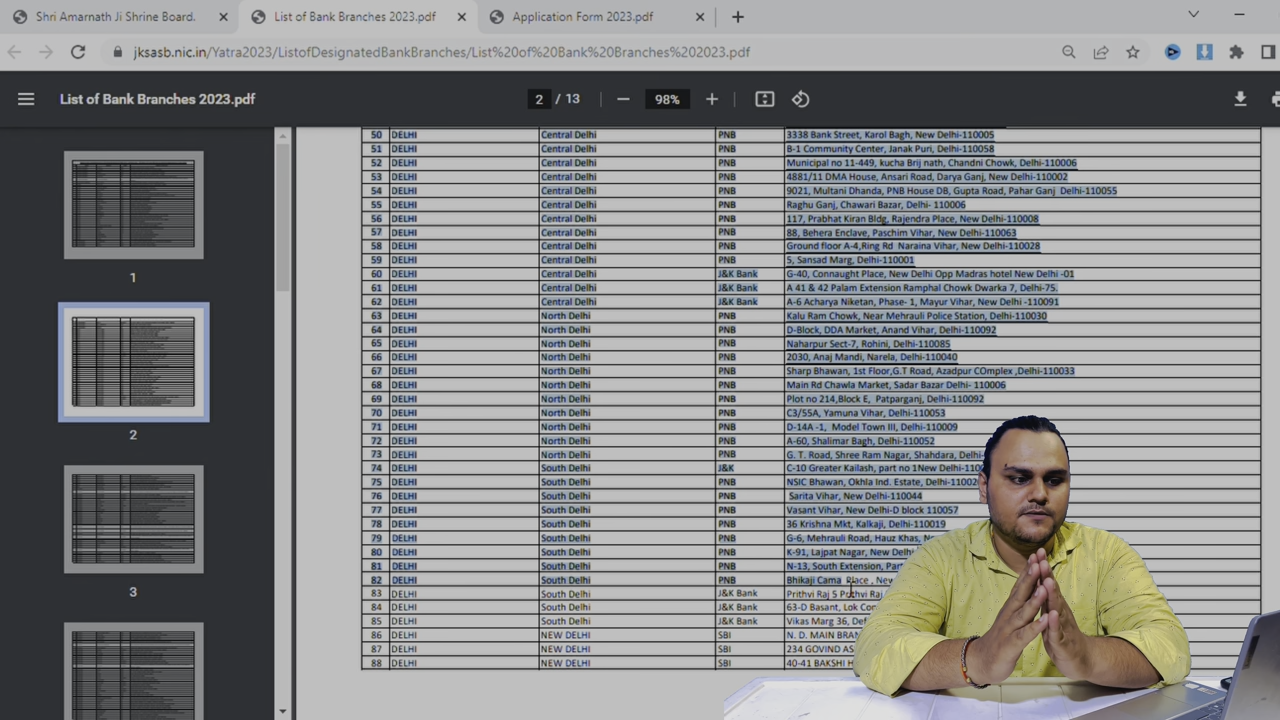 Shri Amarnath Ji Shrine Board.
List of Bank Branches 2023.pdf
Application Form 2023.pdf
jksasb.nic.in/Yatra2023/ListofDesignatedBankBranches/List%20of%20Bank%20Branches%202023.pdf
List of Bank Branches 2023.pdf
2 / 13
98%
1
2
3
50 DELHI Central Delhi PNB 3338 Bank Street, Karol Bagh, New Delhi-110005
51 DELHI Central Delhi PNB B-1 Community Center, Janak Puri, Delhi-110058
52 DELHI Central Delhi PNB Municipal no 11-449, kucha Brij nath, Chandni Chowk, Delhi-110006
53 DELHI Central Delhi PNB 4881/11 DMA House, Ansari Road, Darya Ganj, New Delhi-110002
54 DELHI Central Delhi PNB 9021, Multani Dhanda, PNB House DB, Gupta Road, Pahar Ganj Delhi-110055
55 DELHI Central Delhi PNB Raghu Ganj, Chawari Bazar, Delhi- 110006
56 DELHI Central Delhi PNB 117, Prabhat Kiran Bldg, Rajendra Place, New Delhi-110008
57 DELHI Central Delhi PNB 88, Behera Enclave, Paschim Vihar, Delhi-110063
58 DELHI Central Delhi PNB Ground floor A-4,Ring Rd Naraina Vihar, New Delhi-110028
59 DELHI Central Delhi PNB 5, Sansad Marg, Delhi-110001
60 DELHI Central Delhi J&K Bank G-40, Connaught Place, New Delhi Opp Madras hotel New Delhi -01
61 DELHI Central Delhi J&K Bank A 41 & 42 Palam Extension Ramphal Chowk Dwarka 7, Delhi-75.
62 DELHI Central Delhi J&K Bank A-6 Acharya Niketan, Phase- 1, Mayur Vihar, New Delhi -110091
63 DELHI North Delhi PNB Kalu Ram Chowk, Near Mehrauli Police Station, Delhi-110030
64 DELHI North Delhi PNB D-Block, DDA Market, Anand Vihar, Delhi-110092
65 DELHI North Delhi PNB Naharpur Sect-7, Rohini, Delhi-110085
66 DELHI North Delhi PNB 2030, Anaj Mandi, Narela, Delhi-110040
67 DELHI North Delhi PNB Sharp Bhawan, 1st Floor,G.T Road, Azadpur COmplex ,Delhi-110033
68 DELHI North Delhi PNB Main Rd Chawla Market, Sadar Bazar Delhi- 110006
69 DELHI North Delhi PNB Plot no 214,Block E, Patparganj, Delhi-110092
70 DELHI North Delhi PNB C3/55A, Yamuna Vihar, Delhi-110053
71 DELHI North Delhi PNB D-14A -1, Model Town III, Delhi-110009
72 DELHI North Delhi PNB A-60, Shalimar Bagh, Delhi-110052
73 DELHI North Delhi PNB G. T. Road, Shree Ram Nagar, Shahdara, Delhi-
74 DELHI South Delhi J&K C-10 Greater Kailash, part no 1New Delhi-
75 DELHI South Delhi PNB NSIC Bhawan, Okhla Ind. Estate, Delhi-
76 DELHI South Delhi PNB Sarita Vihar, New Delhi-110044
77 DELHI South Delhi PNB Vasant Vihar, New Delhi-D block 110057
78 DELHI South Delhi PNB 36 Krishna Mkt, Kalkaji, Delhi-110019
79 DELHI South Delhi PNB G-6, Mehrauli Road, Hauz Khas,
80 DELHI South Delhi PNB K-91, Lajpat Nagar, New Delhi
81 DELHI South Delhi PNB N-13, South Extension,
82 DELHI South Delhi PNB Bhikaji Cama Place ,
83 DELHI South Delhi J&K Bank Prithvi Raj 5 Prthvi Raj
84 DELHI South Delhi J&K Bank 63-D Basant, Lok
85 DELHI South Delhi J&K Bank Vikas Marg 36,
86 DELHI NEW DELHI SBI N. D. MAIN
87 DELHI NEW DELHI SBI 234 GOVIND
88 DELHI NEW DELHI SBI 40-41 BAKSHI